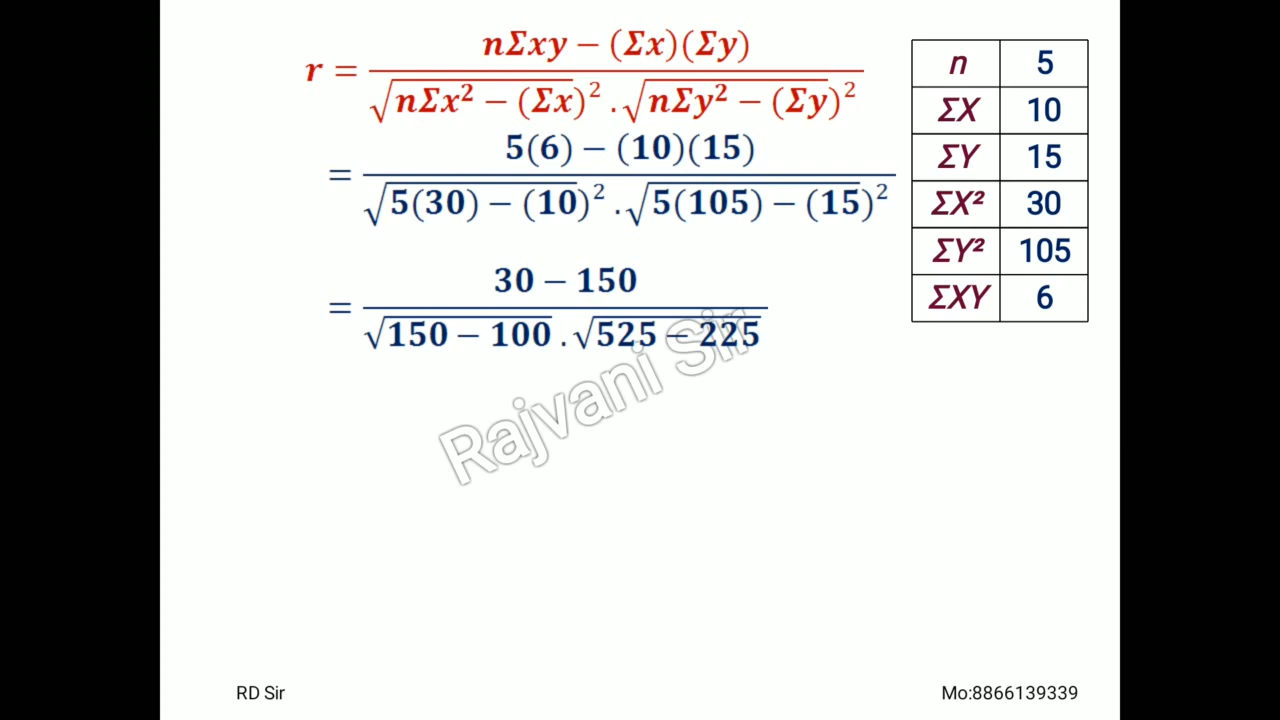 r = nΣxy − (Σx)(Σy) / √nΣx² − (Σx)² . √nΣy² − (Σy)²
= 5(6) − (10)(15) / √5(30) − (10)² . √5(105) − (15)²
= 30 − 150 / √150 − 100 . √525 − 225
n 5
ΣX 10
ΣY 15
ΣX² 30
ΣY² 105
ΣXY 6
Rajvani Sir
RD Sir
Mo:8866139339